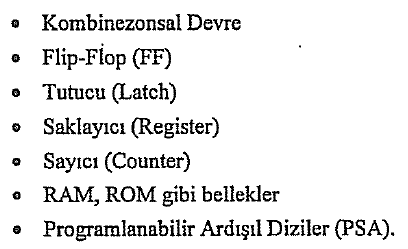 • Kombinezonsal Devre
• Flip-Flop (FF)
• Tutucu (Latch)
• Saklayıcı (Register)
• Sayıcı (Counter)
• RAM, ROM gibi bellekler
• Programlanabilir Ardışıl Diziler (PSA).